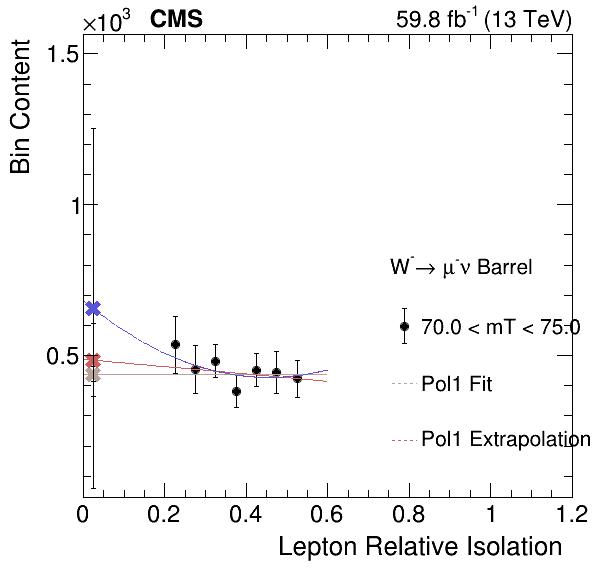 ×10³ CMS 59.8 fb⁻¹ (13 TeV)
Bin Content
1.5
1
0.5
W⁻→ μ⁻ν Barrel
70.0 < mT < 75.0
Pol1 Fit
Pol1 Extrapolation
0 0.2 0.4 0.6 0.8 1 1.2
Lepton Relative Isolation